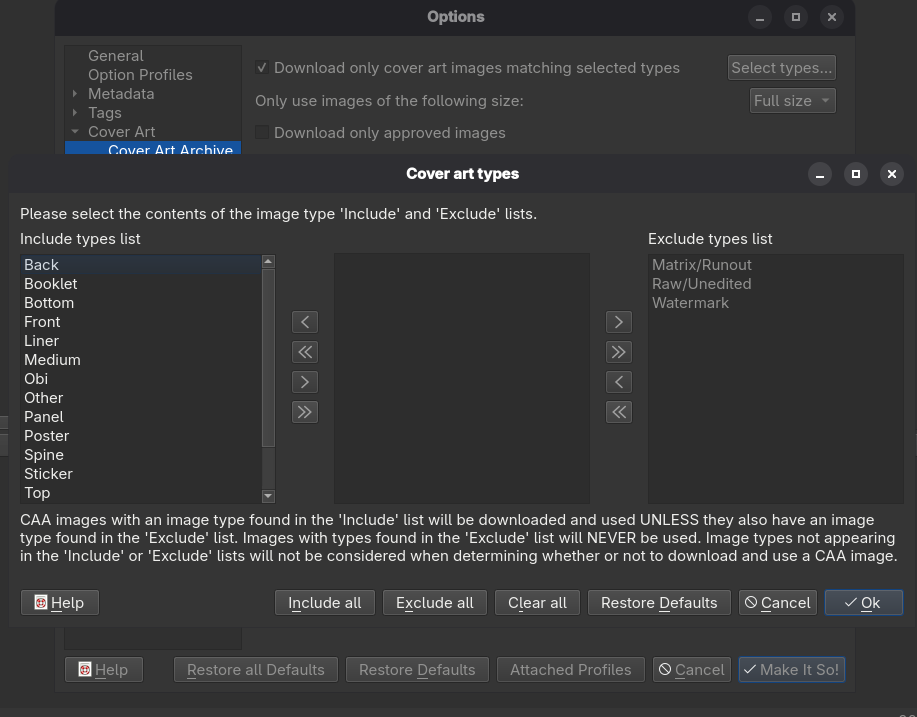 Options
General
Option Profiles
Metadata
Tags
Cover Art
Cover Art Archive
Download only cover art images matching selected types
Select types...
Only use images of the following size:
Full size
Download only approved images
Cover art types
Please select the contents of the image type 'Include' and 'Exclude' lists.
Include types list
Exclude types list
Back
Booklet
Bottom
Front
Liner
Medium
Obi
Other
Panel
Poster
Spine
Sticker
Top
Matrix/Runout
Raw/Unedited
Watermark
CAA images with an image type found in the 'Include' list will be downloaded and used UNLESS they also have an image
type found in the 'Exclude' list. Images with types found in the 'Exclude' list will NEVER be used. Image types not appearing
in the 'Include' or 'Exclude' lists will not be considered when determining whether or not to download and use a CAA image.
Help
Include all
Exclude all
Clear all
Restore Defaults
Cancel
Ok
Help
Restore all Defaults
Restore Defaults
Attached Profiles
Cancel
Make It So!